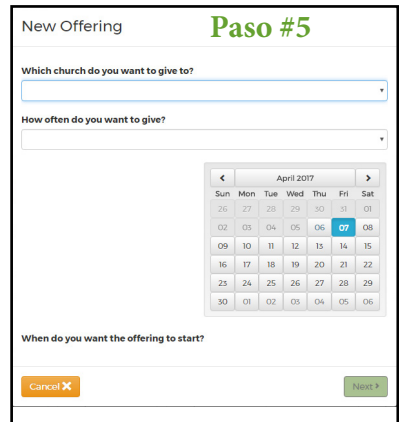 New Offering Paso #5
Which church do you want to give to?
How often do you want to give?
April 2017
Sun Mon Tue Wed Thu Fri Sat
26 27 28 29 30 31 01
02 03 04 05 06 07 08
09 10 11 12 13 14 15
16 17 18 19 20 21 22
23 24 25 26 27 28 29
30 01 02 03 04 05 06
When do you want the offering to start?
Cancel Next